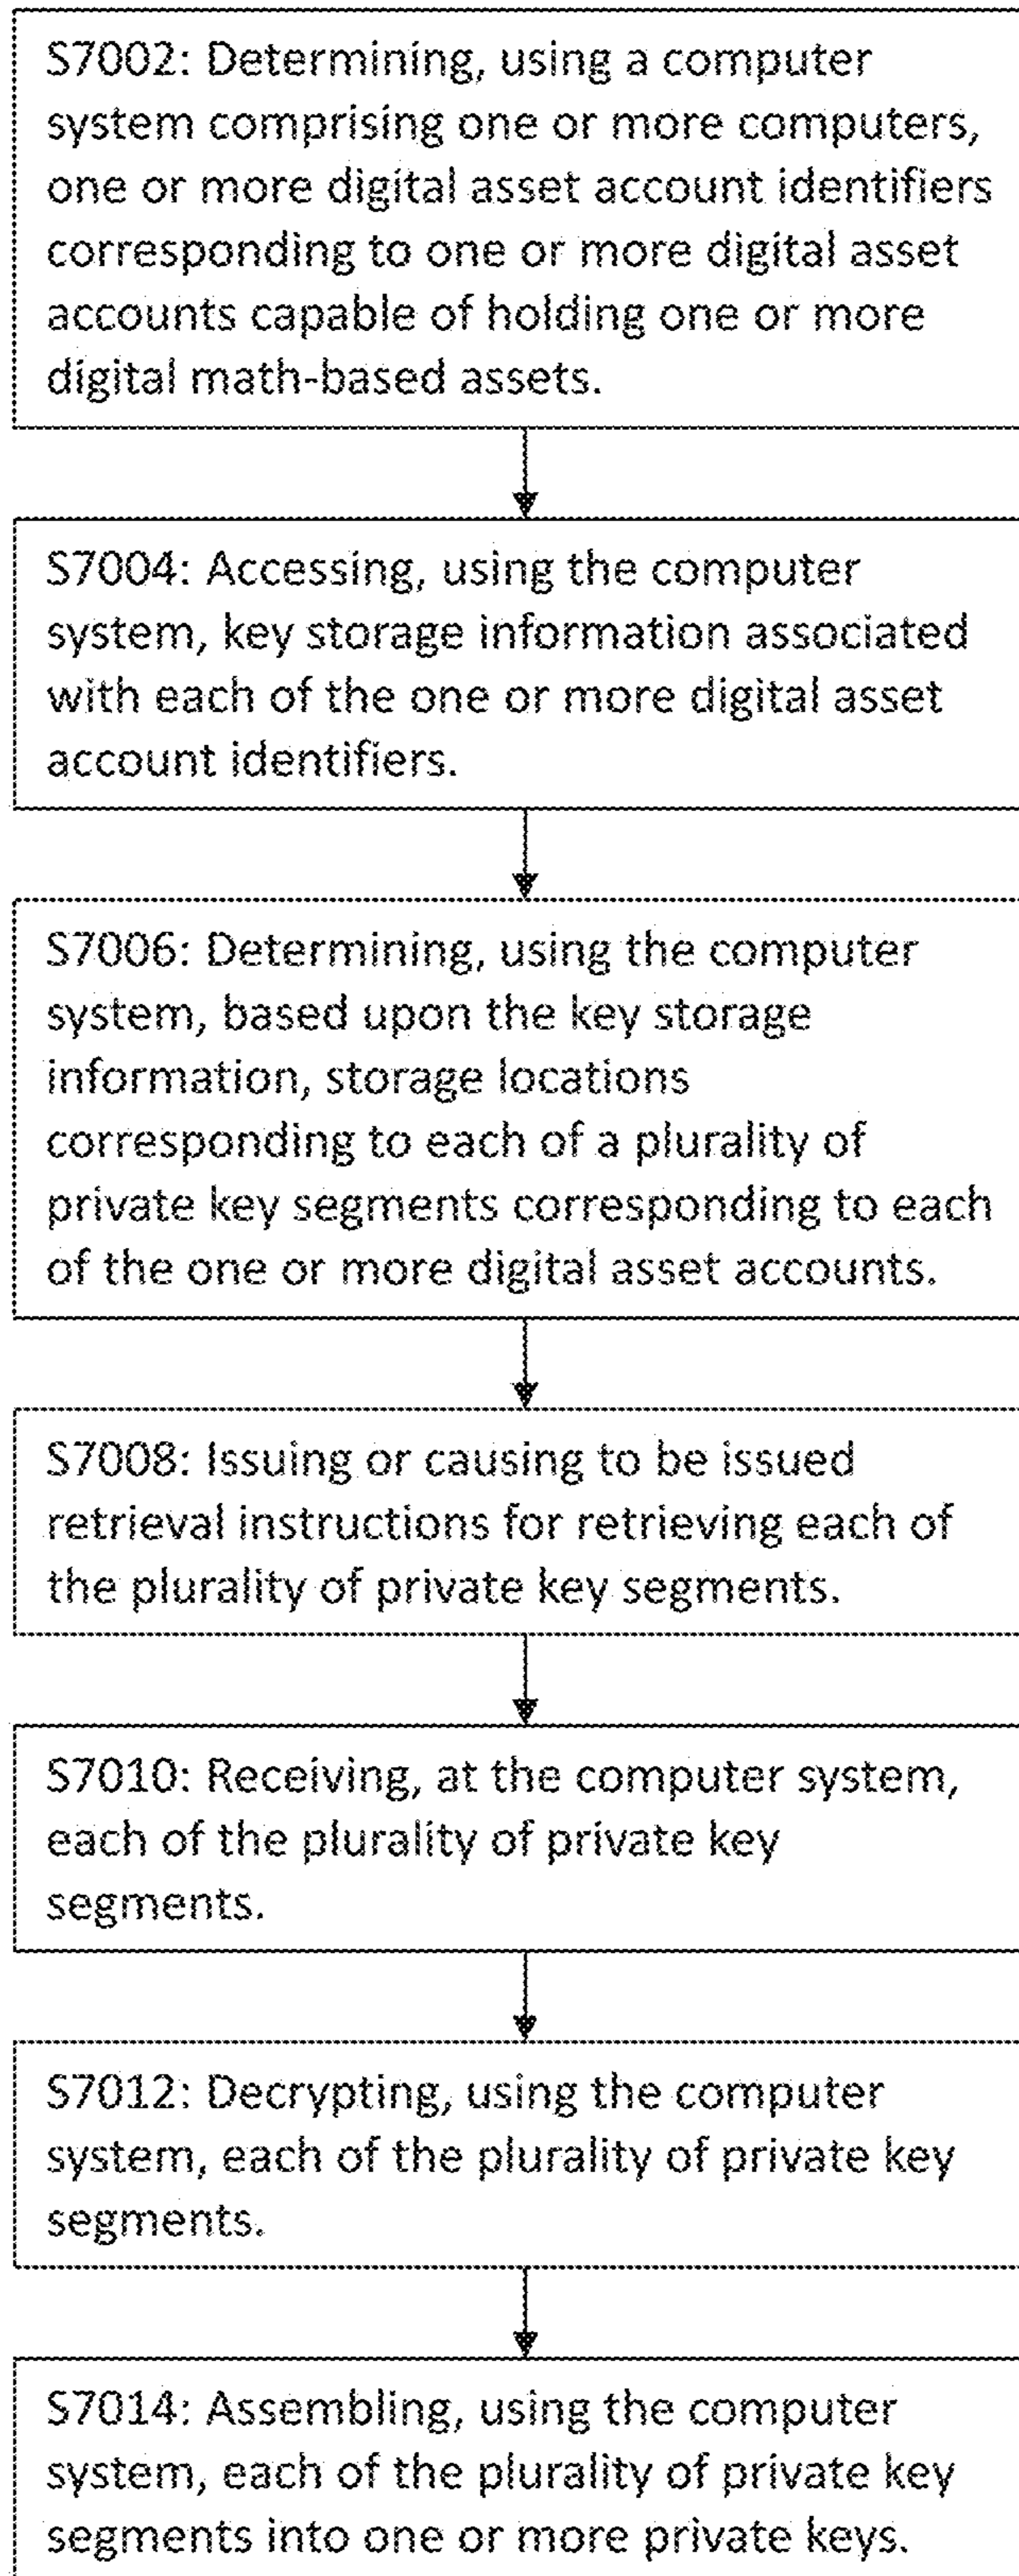 S7002: Determining, using a computer
system comprising one or more computers,
one or more digital asset account identifiers
corresponding to one or more digital asset
accounts capable of holding one or more
digital math-based assets.
S7004: Accessing, using the computer
system, key storage information associated
with each of the one or more digital asset
account identifiers.
S7006: Determining, using the computer
system, based upon the key storage
information, storage locations
corresponding to each of a plurality of
private key segments corresponding to each
of the one or more digital asset accounts.
S7008: Issuing or causing to be issued
retrieval instructions for retrieving each of
the plurality of private key segments.
S7010: Receiving, at the computer system,
each of the plurality of private key
segments.
S7012: Decrypting, using the computer
system, each of the plurality of private key
segments.
S7014: Assembling, using the computer
system, each of the plurality of private key
segments into one or more private keys.